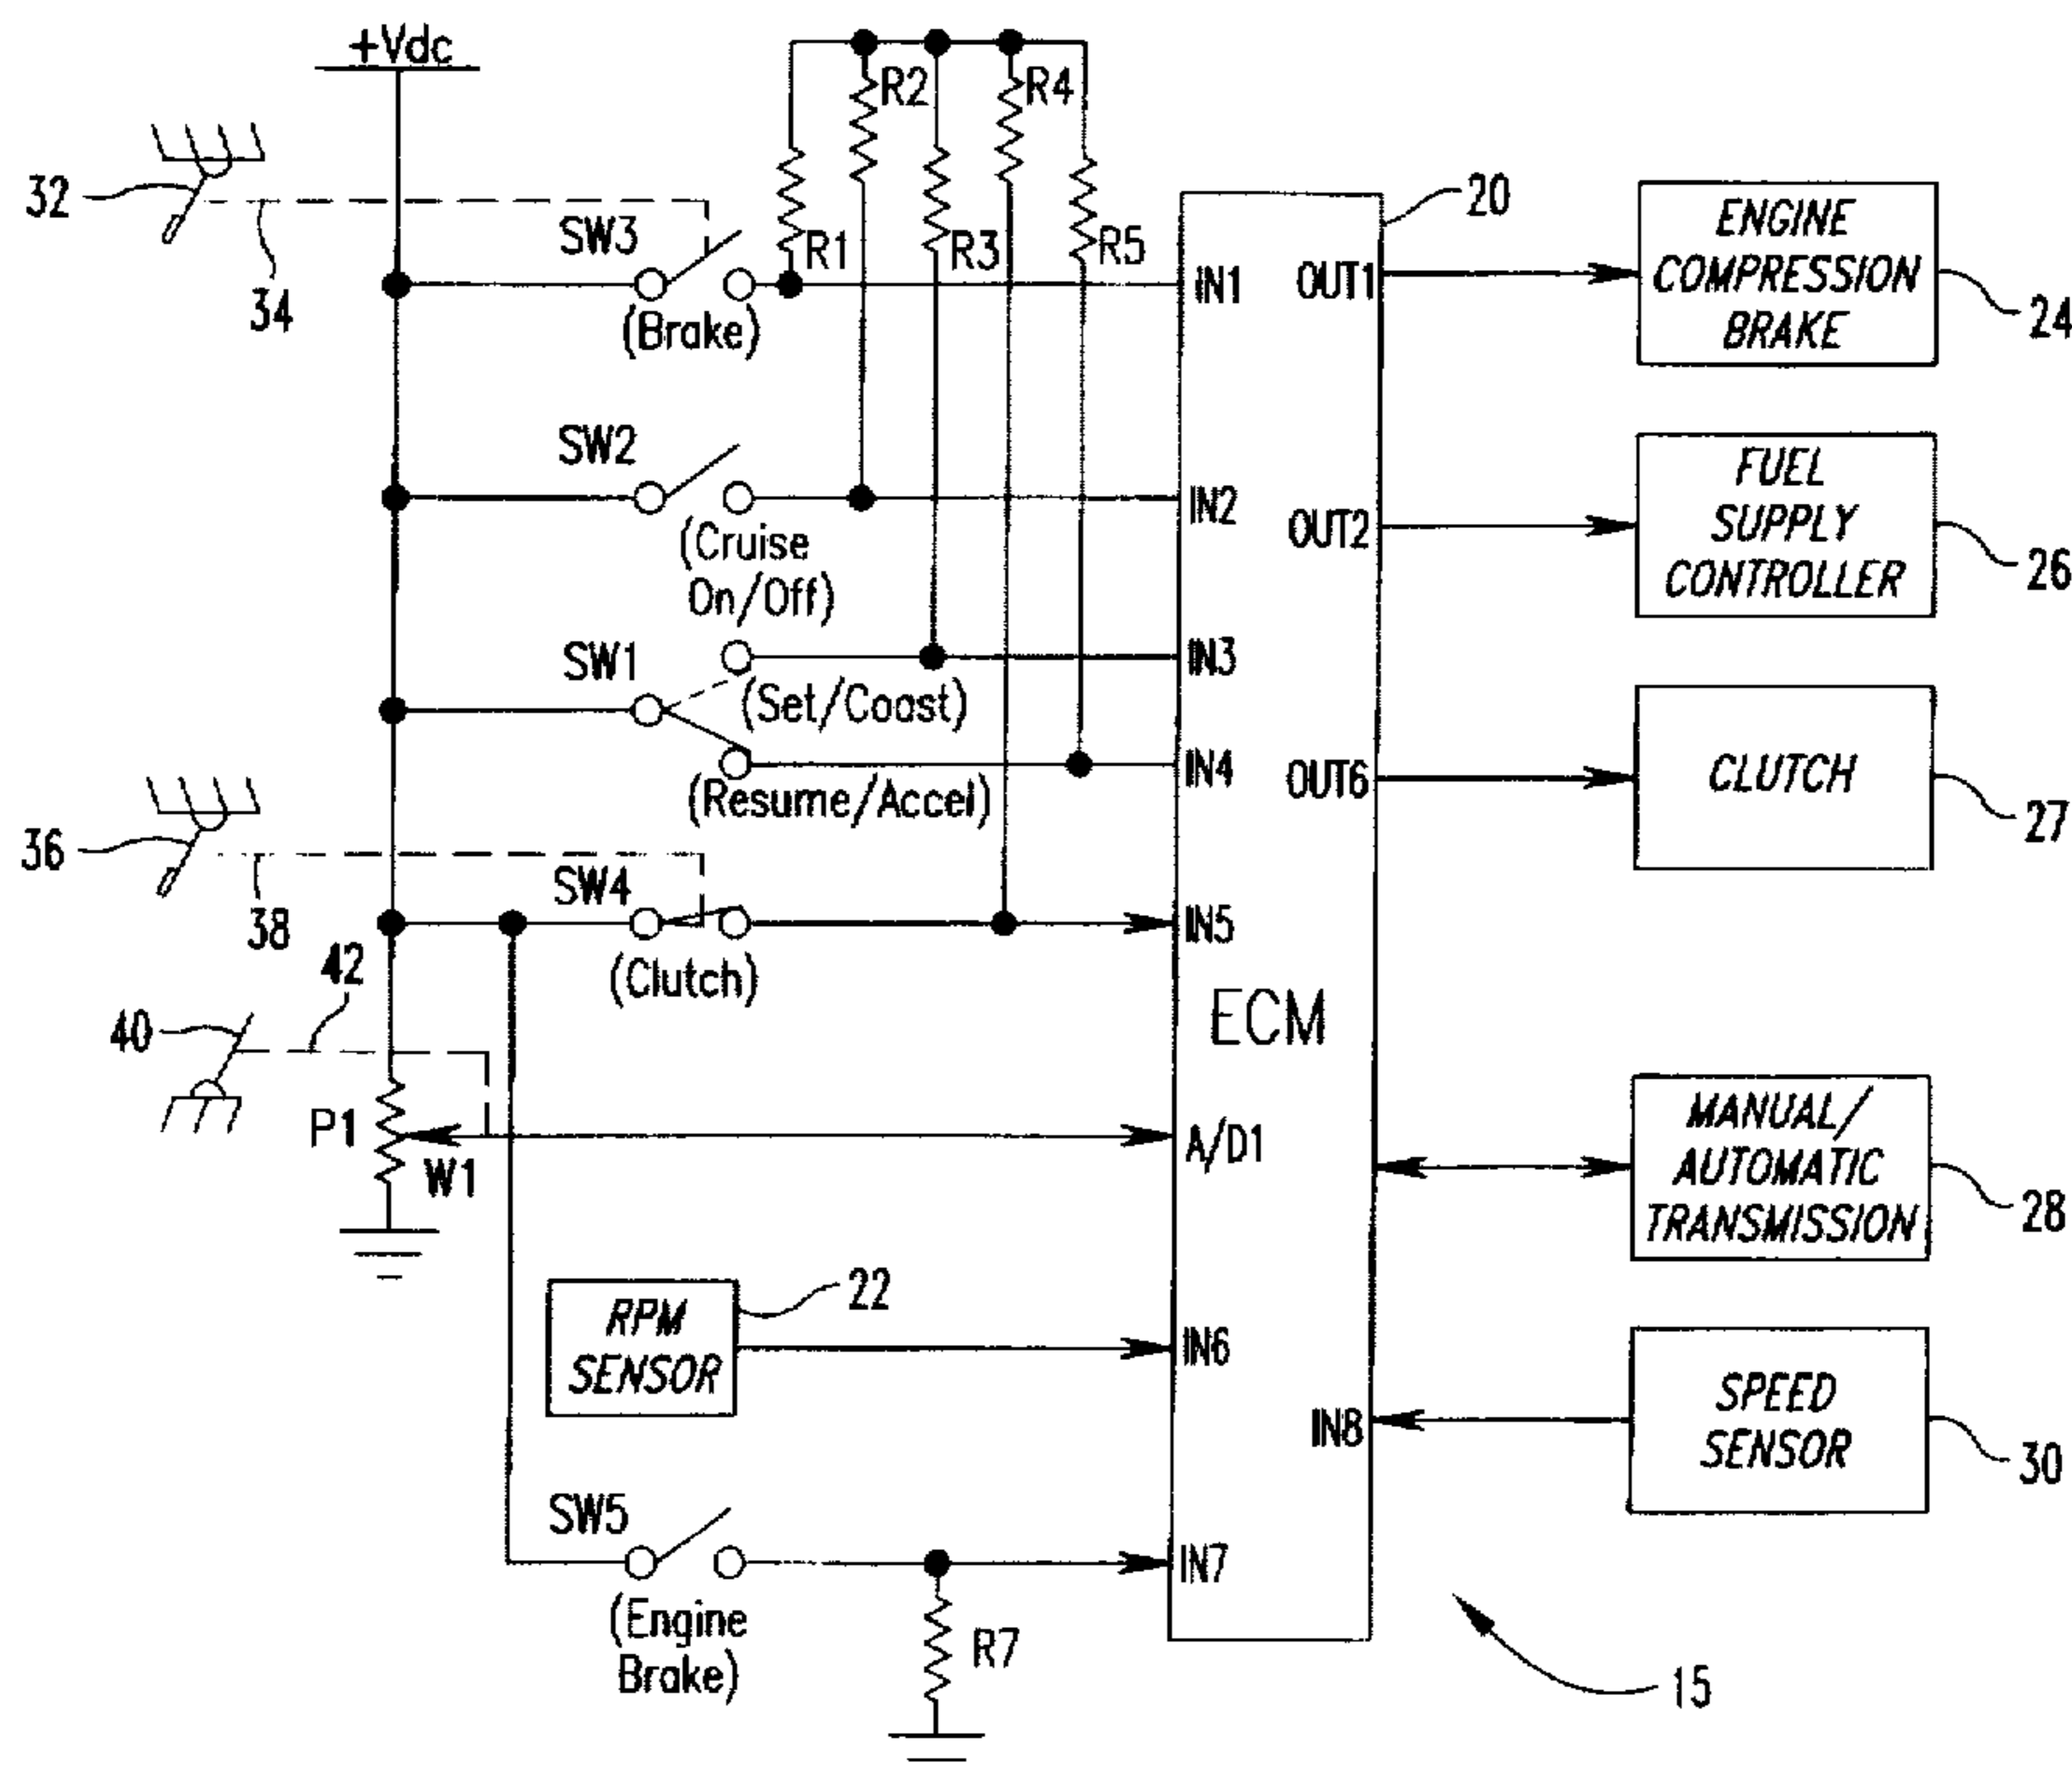 +Vdc
R2
R4
32
SW3
R1
R3
R5
20
ENGINE
COMPRESSION
BRAKE
IN1
OUT1
34
(Brake)
24
SW2
IN2
OUT2
FUEL
SUPPLY
CONTROLLER
26
(Cruise
On/Off)
SW1
IN3
(Set/Coast)
IN4
OUT6
CLUTCH
27
(Resume/Accel)
36
SW4
38
IN5
(Clutch)
42
ECM
40
P1
W1
A/D1
MANUAL/
AUTOMATIC
TRANSMISSION
28
RPM
SENSOR
22
IN6
IN8
SPEED
SENSOR
30
SW5
IN7
(Engine
Brake)
R7
15